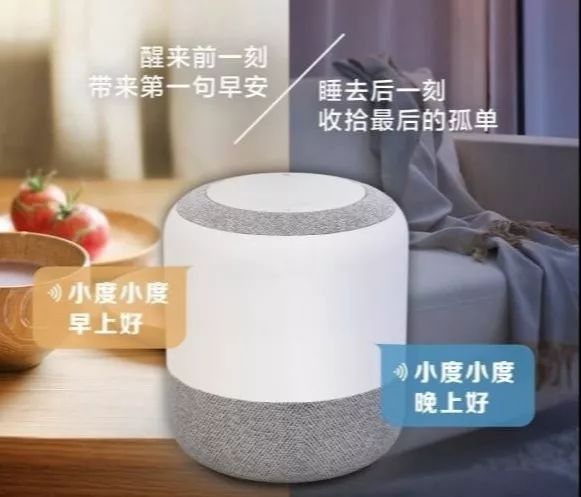 醒来前一刻
带来第一句早安
睡去后一刻
收拾最后的孤单
小度小度
早上好
小度小度
晚上好